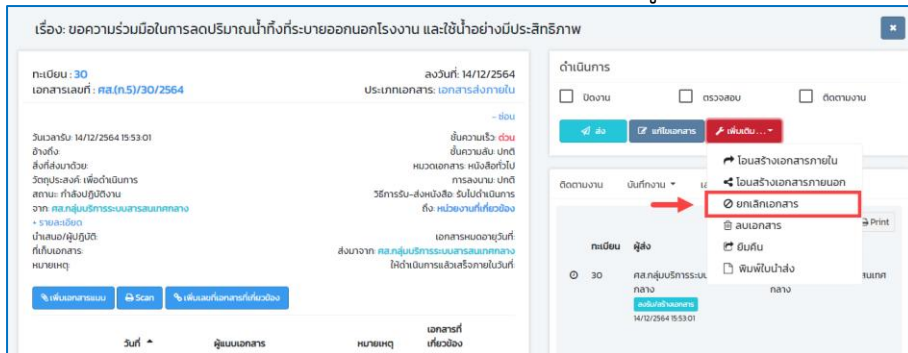 เรื่อง: ขอความร่วมมือในการลดปริมาณน้ำทิ้งที่ระบายออกนอกโรงงาน และใช้น้ำอย่างมีประสิทธิภาพ
ทะเบียน : 30
ลงวันที่: 14/12/2564
เอกสารเลขที่ : ศส.(ก.5)/30/2564
ประเภทเอกสาร: เอกสารส่งภายใน
- ซ่อน
วันเวลารับ: 14/12/2564 15:53:01
ชั้นความเร็ว: ด่วน
อ้างถึง:
ชั้นความลับ: ปกติ
สิ่งที่ส่งมาด้วย:
หมวดเอกสาร: หนังสือทั่วไป
วัตถุประสงค์: เพื่อดำเนินการ
การลงนาม: ปกติ
สถานะ: กำลังปฏิบัติงาน
วิธีการรับ-ส่งหนังสือ: รับไปดำเนินการ
จาก: ศส.กลุ่มบริการระบบสารสนเทศกลาง
ถึง: หน่วยงานที่เกี่ยวข้อง
+ รายละเอียด
นำเสนอ/ผู้ปฏิบัติ:
เอกสารหมดอายุวันที่:
ที่เก็บเอกสาร:
ส่งมาจาก: ศส.กลุ่มบริการระบบสารสนเทศกลาง
หมายเหตุ:
ให้ดำเนินการแล้วเสร็จภายในวันที่:
เพิ่มเอกสารแนบ
Scan
เพิ่มเลขที่เอกสารที่เกี่ยวข้อง
วันที่
ผู้แนบเอกสาร
หมายเหตุ
เอกสารที่
เกี่ยวข้อง
ดำเนินการ
ปิดงาน
ตรวจสอบ
ติดตามงาน
ส่ง
แก้ไขเอกสาร
เพิ่มเติม...
โอนสร้างเอกสารภายใน
โอนสร้างเอกสารภายนอก
ยกเลิกเอกสาร
ลบเอกสาร
ยืมคืน
พิมพ์ใบนำส่ง
ติดตามงาน
บันทึกงาน
Print
ทะเบียน
ผู้ส่ง
30
ศส.กลุ่มบริการระบ
กลาง
ลงรับ/สร้างเอกสาร
14/12/2564 15:53:01
กลาง